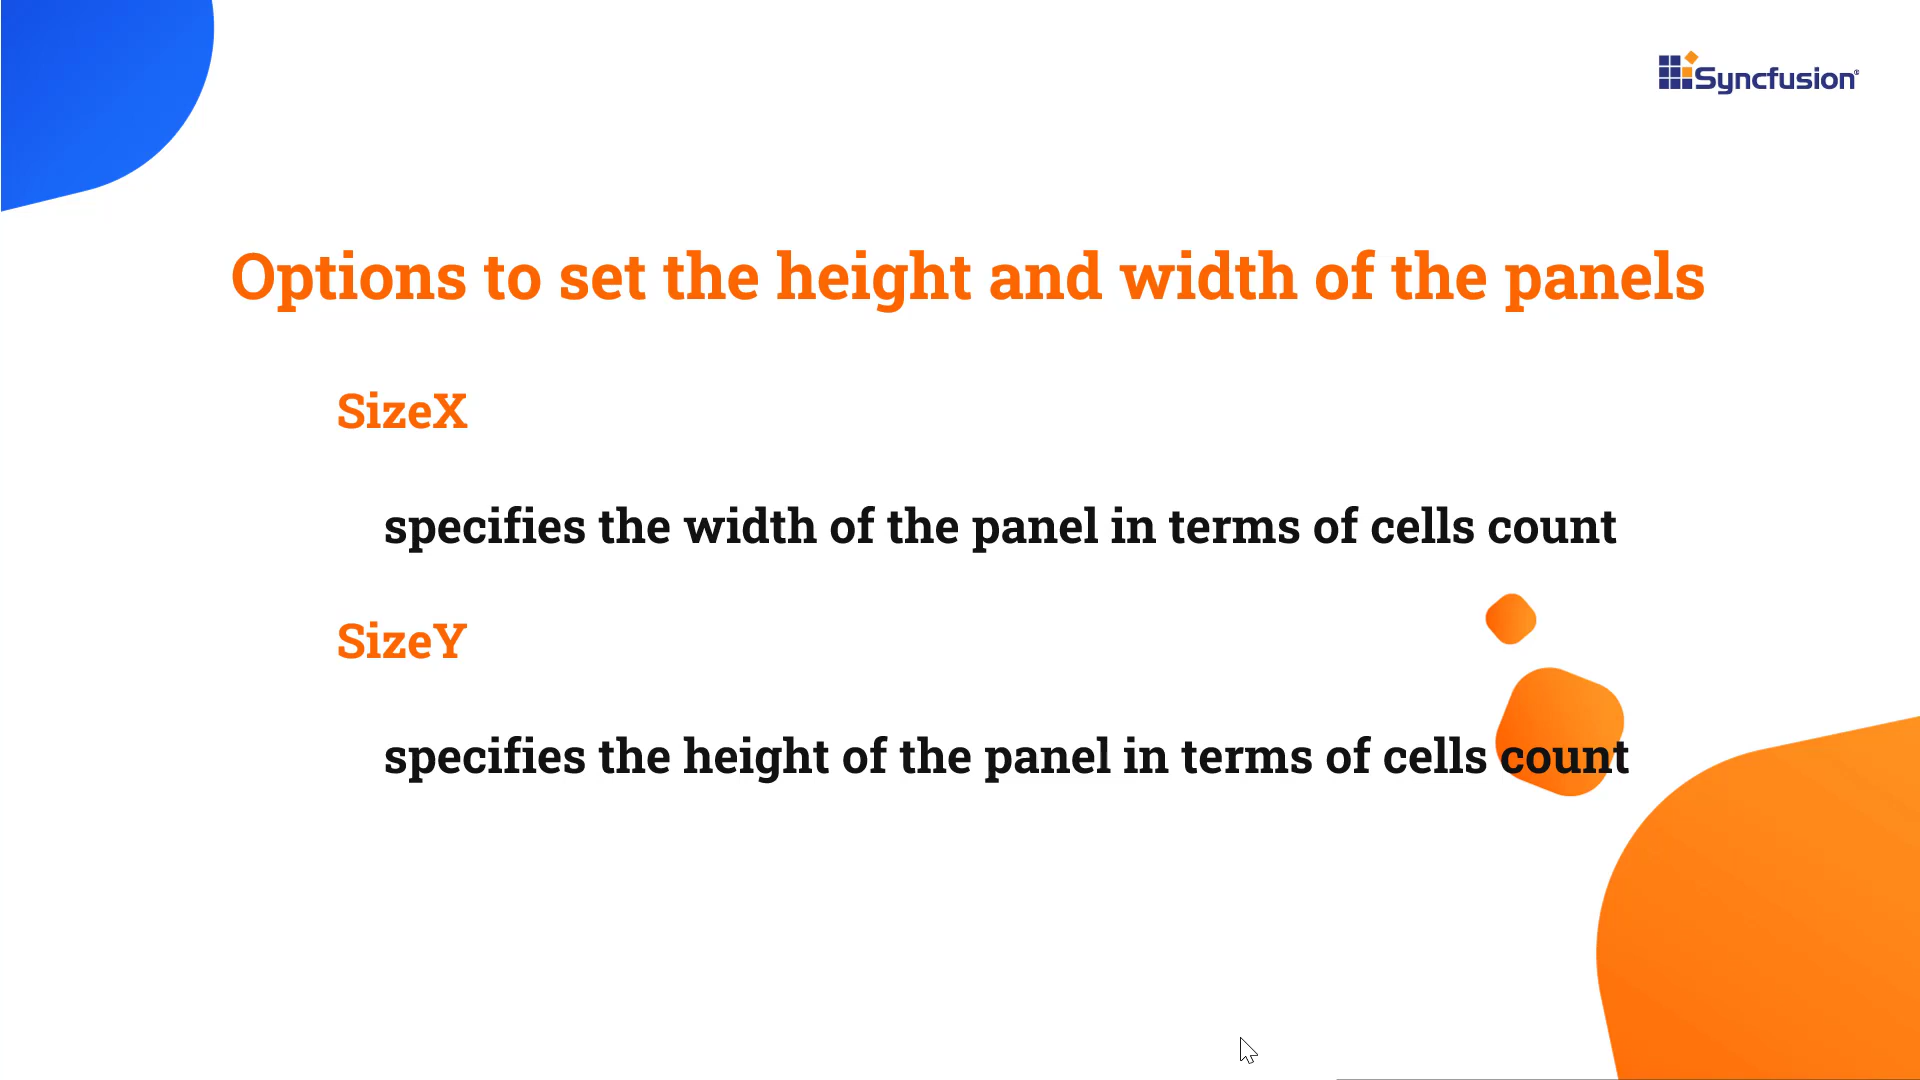 Syncfusion®
Options to set the height and width of the panels
SizeX
specifies the width of the panel in terms of cells count
SizeY
specifies the height of the panel in terms of cells count